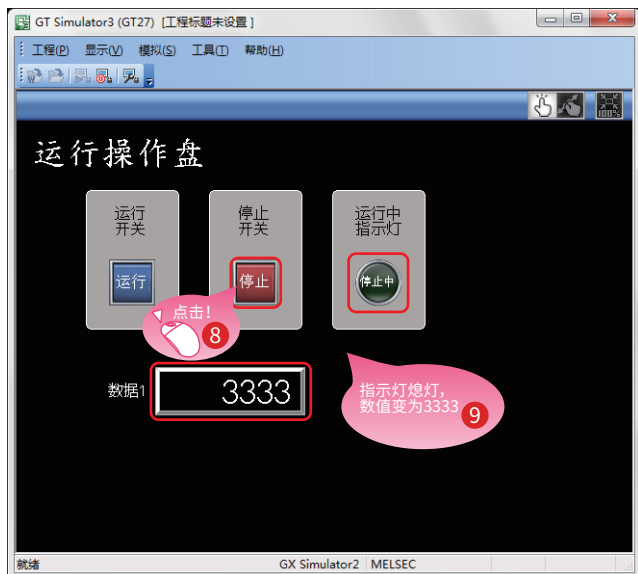 GT Simulator3 (GT27) [工程标题未设置 ]
工程(P) 显示(V) 模拟(S) 工具(T) 帮助(H)
100%
运行操作盘
运行
开关
停止
开关
运行中
指示灯
运行
停止
停止中
点击!
8
数据1
3333
指示灯熄灯，
数值变为3333
9
就绪
GX Simulator2 MELSEC